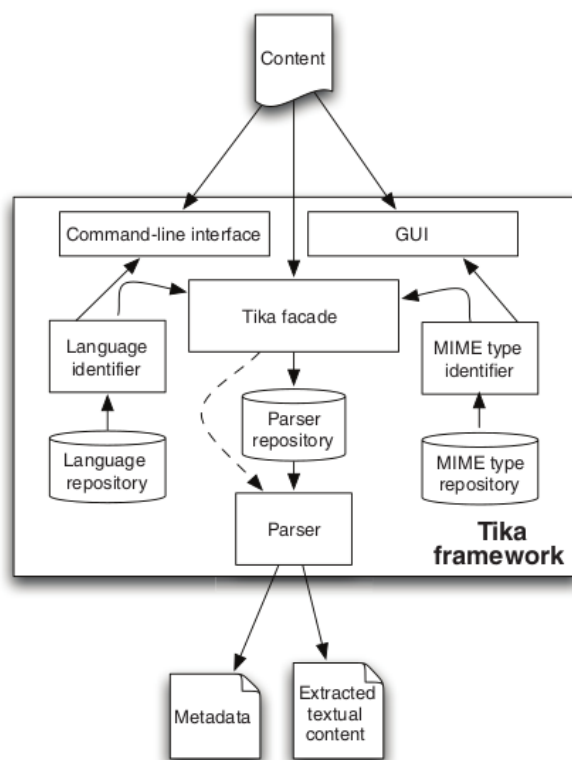 Content
Command-line interface
GUI
Tika facade
Language
identifier
MIME type
identifier
Parser
repository
Language
repository
MIME type
repository
Parser
Tika
framework
Metadata
Extracted
textual
content